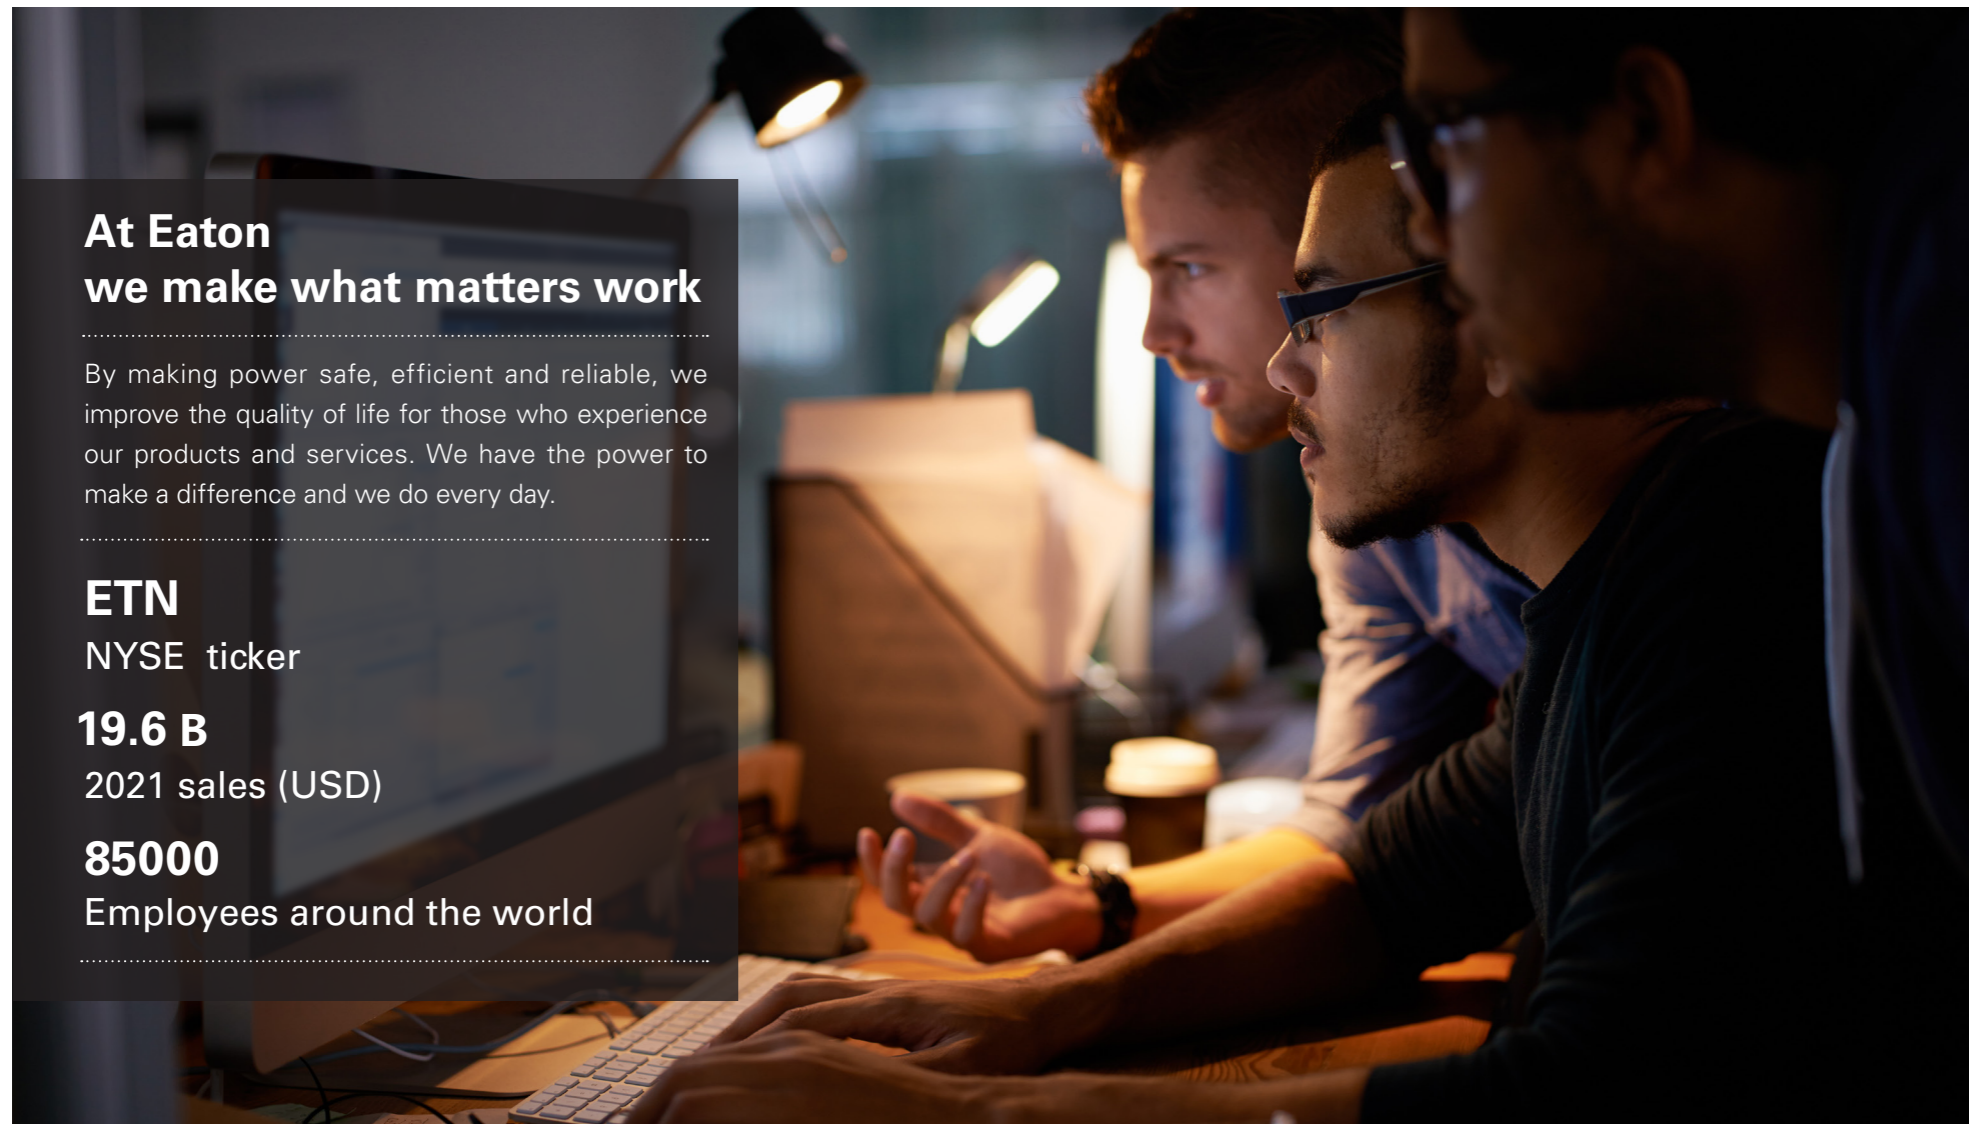 At Eaton
we make what matters work
By making power safe, efficient and reliable, we
improve the quality of life for those who experience
our products and services. We have the power to
make a difference and we do every day.
ETN
NYSE ticker
19.6 B
2021 sales (USD)
85000
Employees around the world